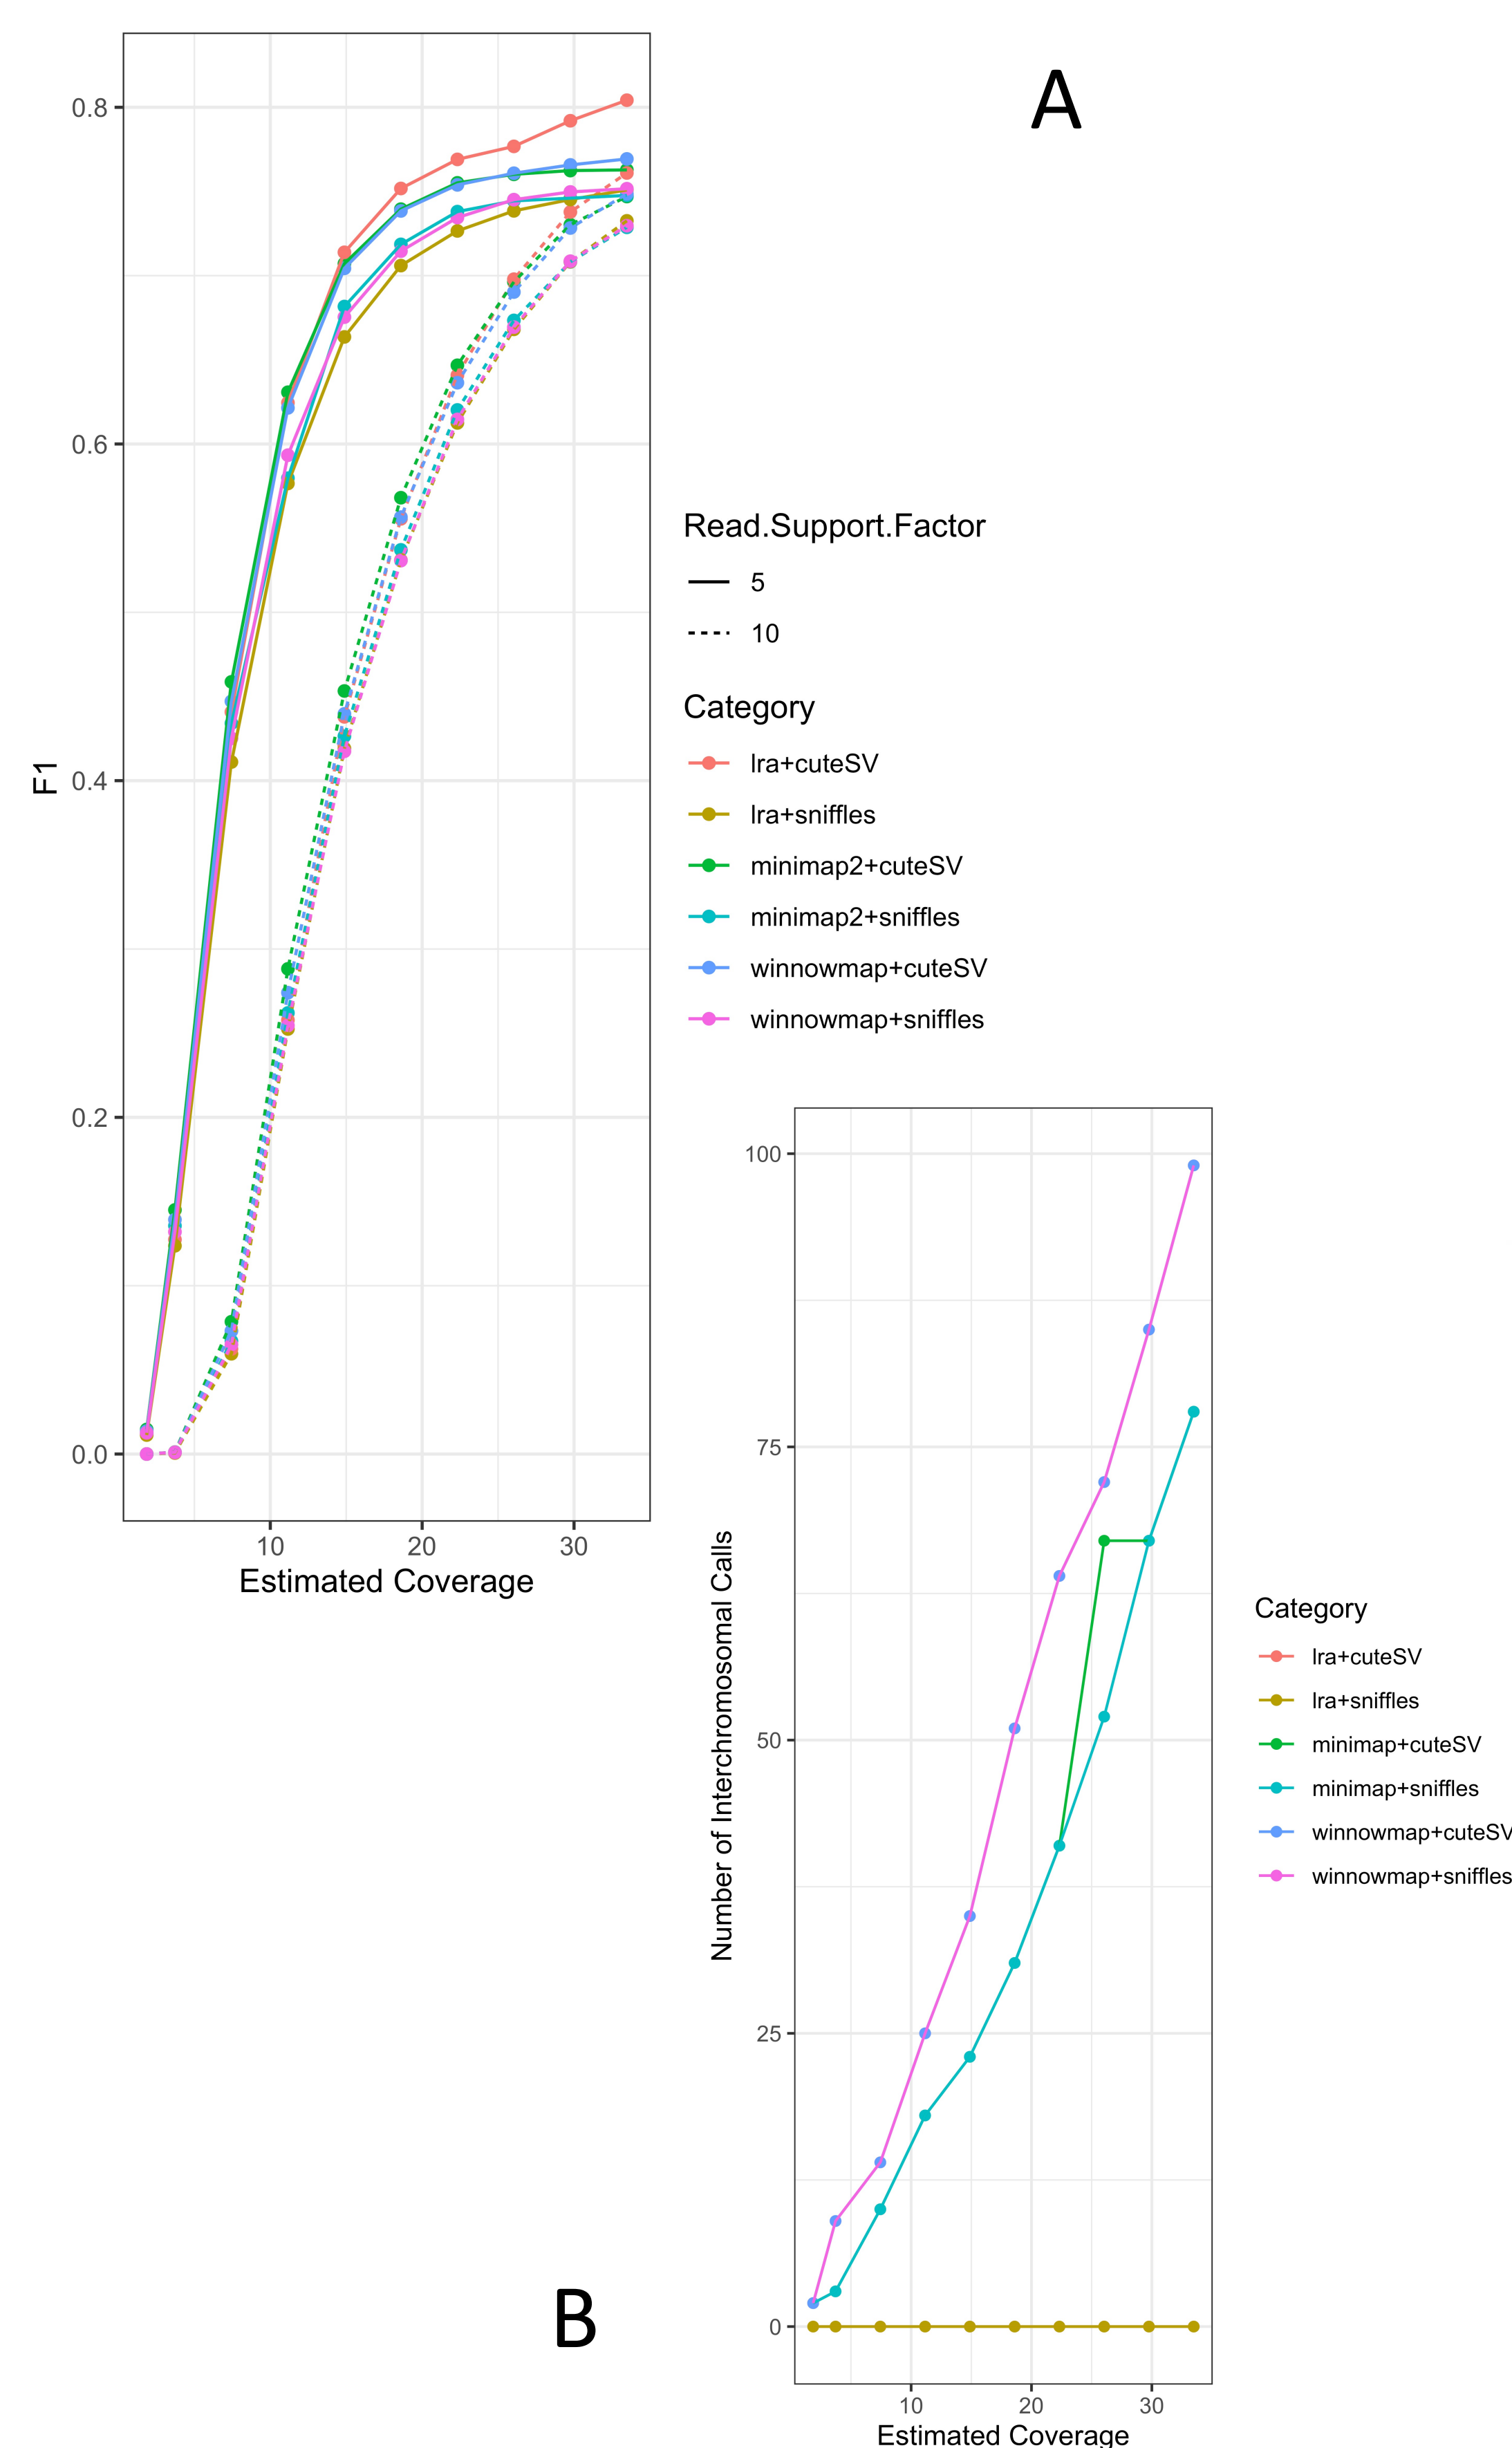 A
0.8
0.6
0.4
0.2
0.0
F1
10 20 30
Estimated Coverage
Read.Support.Factor
5
10
Category
lra+cuteSV
lra+sniffles
minimap2+cuteSV
minimap2+sniffles
winnowmap+cuteSV
winnowmap+sniffles
B
100
75
50
25
0
Number of Interchromosomal Calls
10 20 30
Estimated Coverage
Category
lra+cuteSV
lra+sniffles
minimap+cuteSV
minimap+sniffles
winnowmap+cuteSV
winnowmap+sniffles